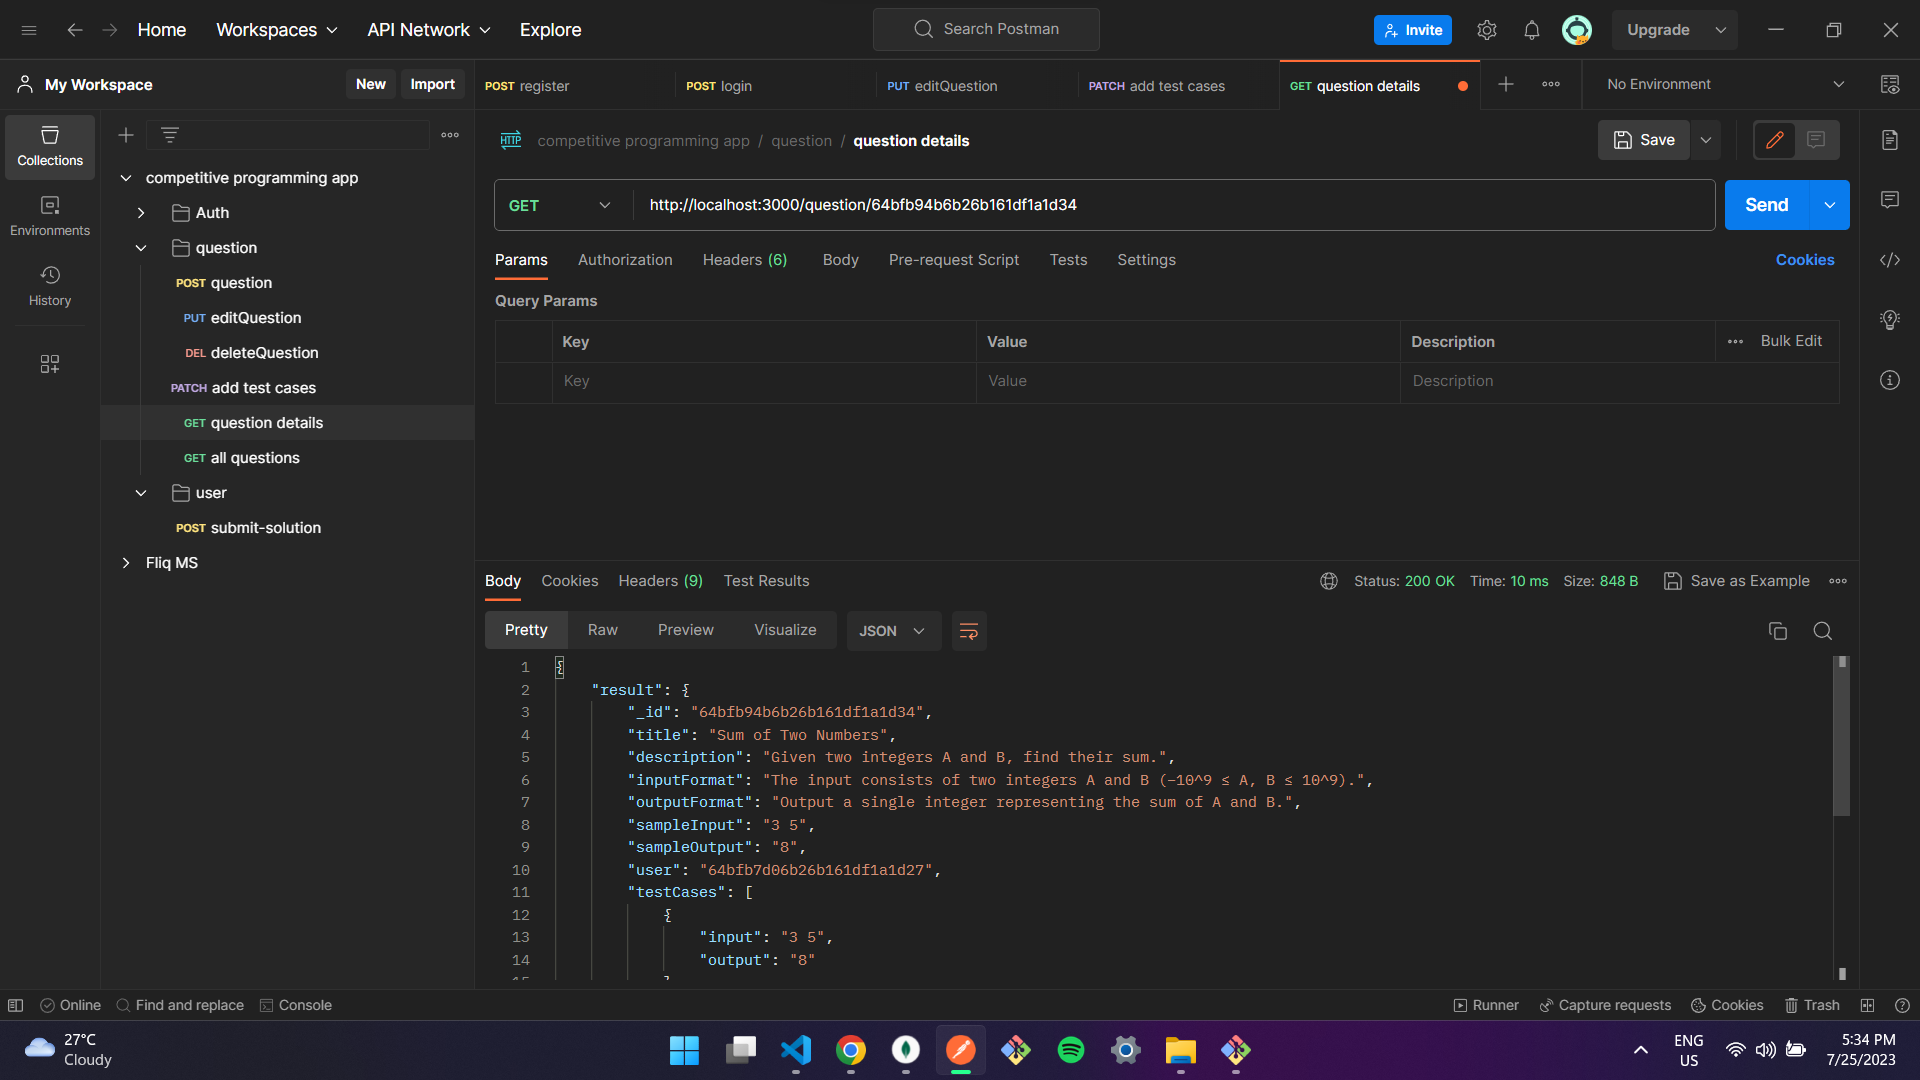 Home Workspaces API Network Explore Search Postman Invite Upgrade
My Workspace New Import POST register POST login PUT editQuestion PATCH add test cases GET question details No Environment
Collections
Environments
History
competitive programming app
Auth
question
POST question
PUT editQuestion
DEL deleteQuestion
PATCH add test cases
GET question details
GET all questions
user
POST submit-solution
Fliq MS
HTTP competitive programming app / question / question details Save
GET http://localhost:3000/question/64bfb94b6b26b161df1a1d34 Send
Params Authorization Headers (6) Body Pre-request Script Tests Settings Cookies
Query Params
Key Value Description Bulk Edit
Key Value Description
Body Cookies Headers (9) Test Results Status: 200 OK Time: 10 ms Size: 848 B Save as Example
Pretty Raw Preview Visualize JSON
1 {
2 "result": {
3 "_id": "64bfb94b6b26b161df1a1d34",
4 "title": "Sum of Two Numbers",
5 "description": "Given two integers A and B, find their sum.",
6 "inputFormat": "The input consists of two integers A and B (-10^9 ≤ A, B ≤ 10^9).",
7 "outputFormat": "Output a single integer representing the sum of A and B.",
8 "sampleInput": "3 5",
9 "sampleOutput": "8",
10 "user": "64bfb7d06b26b161df1a1d27",
11 "testCases": [
12 {
13 "input": "3 5",
14 "output": "8"
Online Find and replace Console Runner Capture requests Cookies Trash
27°C
Cloudy
ENG
US
5:34 PM
7/25/2023